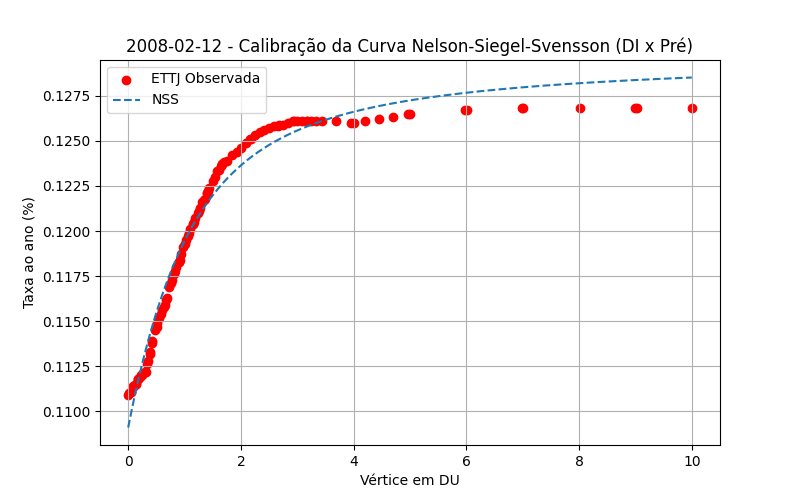 2008-02-12 - Calibração da Curva Nelson-Siegel-Svensson (DI x Pré)
ETTJ Observada
NSS
Taxa ao ano (%)
0.1275
0.1250
0.1225
0.1200
0.1175
0.1150
0.1125
0.1100
0 2 4 6 8 10
Vértice em DU